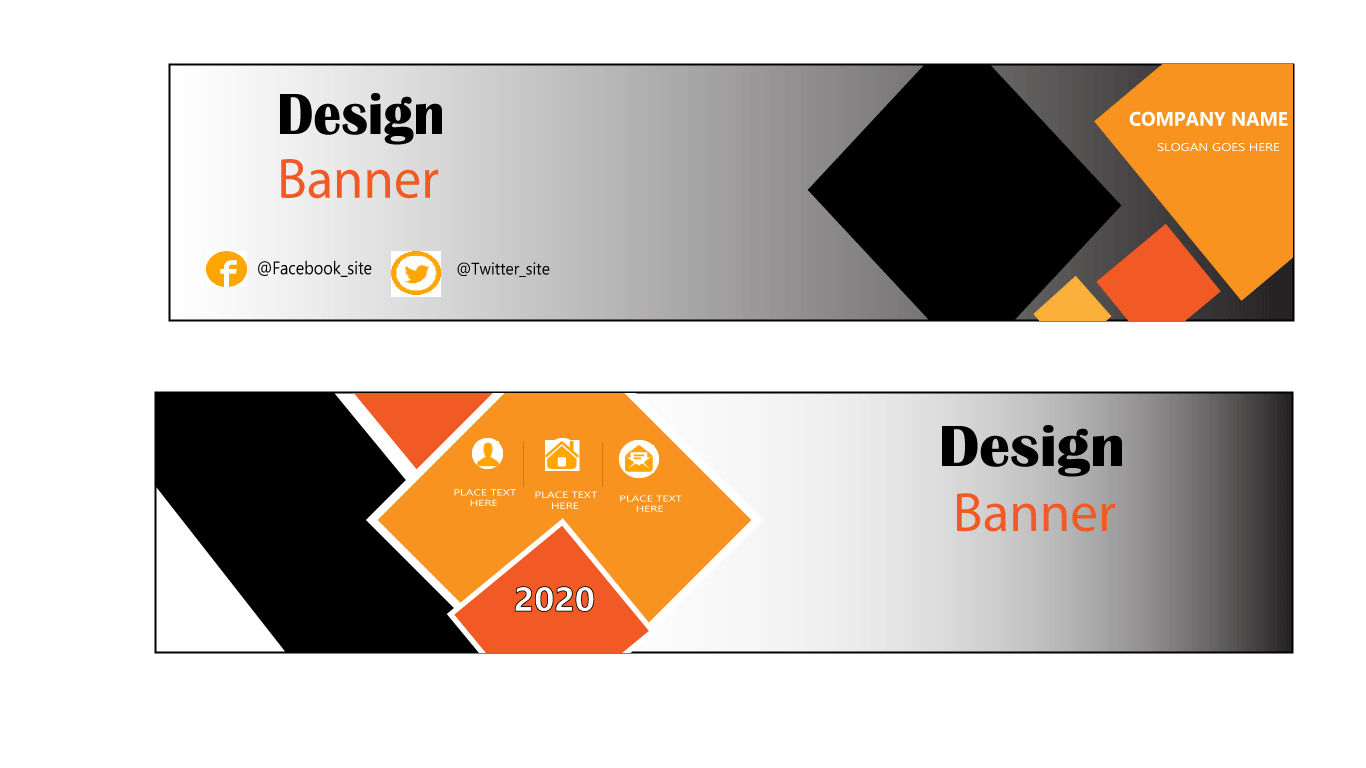 Design
Banner
@Facebook_site
@Twitter_site
COMPANY NAME
SLOGAN GOES HERE
PLACE TEXT
HERE
PLACE TEXT
HERE
PLACE TEXT
HERE
2020
Design
Banner